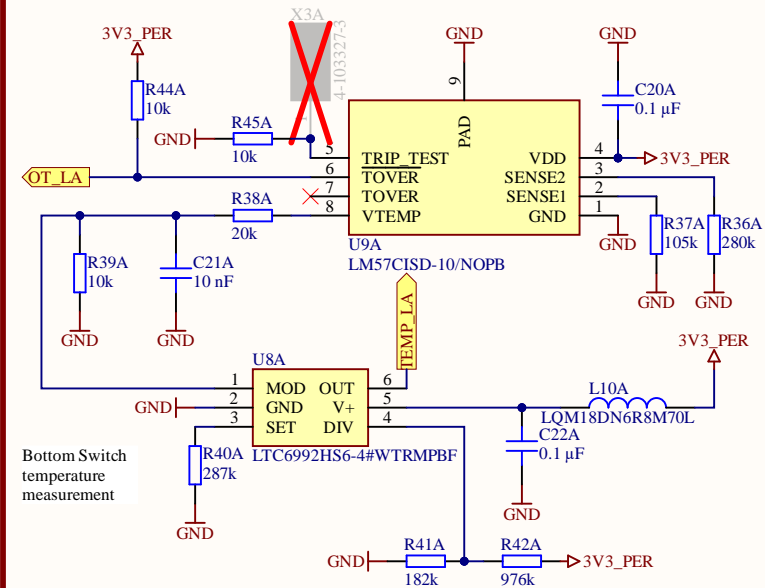 X3A
4-103327-3
3V3_PER
GND
GND
R44A
10k
C20A
0.1 µF
9
PAD
R45A
10k
GND
5
TRIP_TEST
VDD
4
3V3_PER
OT_LA
6
TOVER
SENSE2
3
7
TOVER
SENSE1
2
R38A
20k
8
VTEMP
GND
1
U9A
LM57CISD-10/NOPB
R37A
105k
R36A
280k
R39A
10k
C21A
10 nF
GND
GND
GND
GND
GND
TEMP_LA
3V3_PER
U8A
1
MOD
OUT
6
GND
2
GND
V+
5
3
SET
DIV
4
L10A
LQM18DN6R8M70L
LTC6992HS6-4#WTRMPBF
C22A
0.1 µF
R40A
287k
Bottom Switch
temperature
measurement
GND
GND
R41A
182k
R42A
976k
GND
3V3_PER